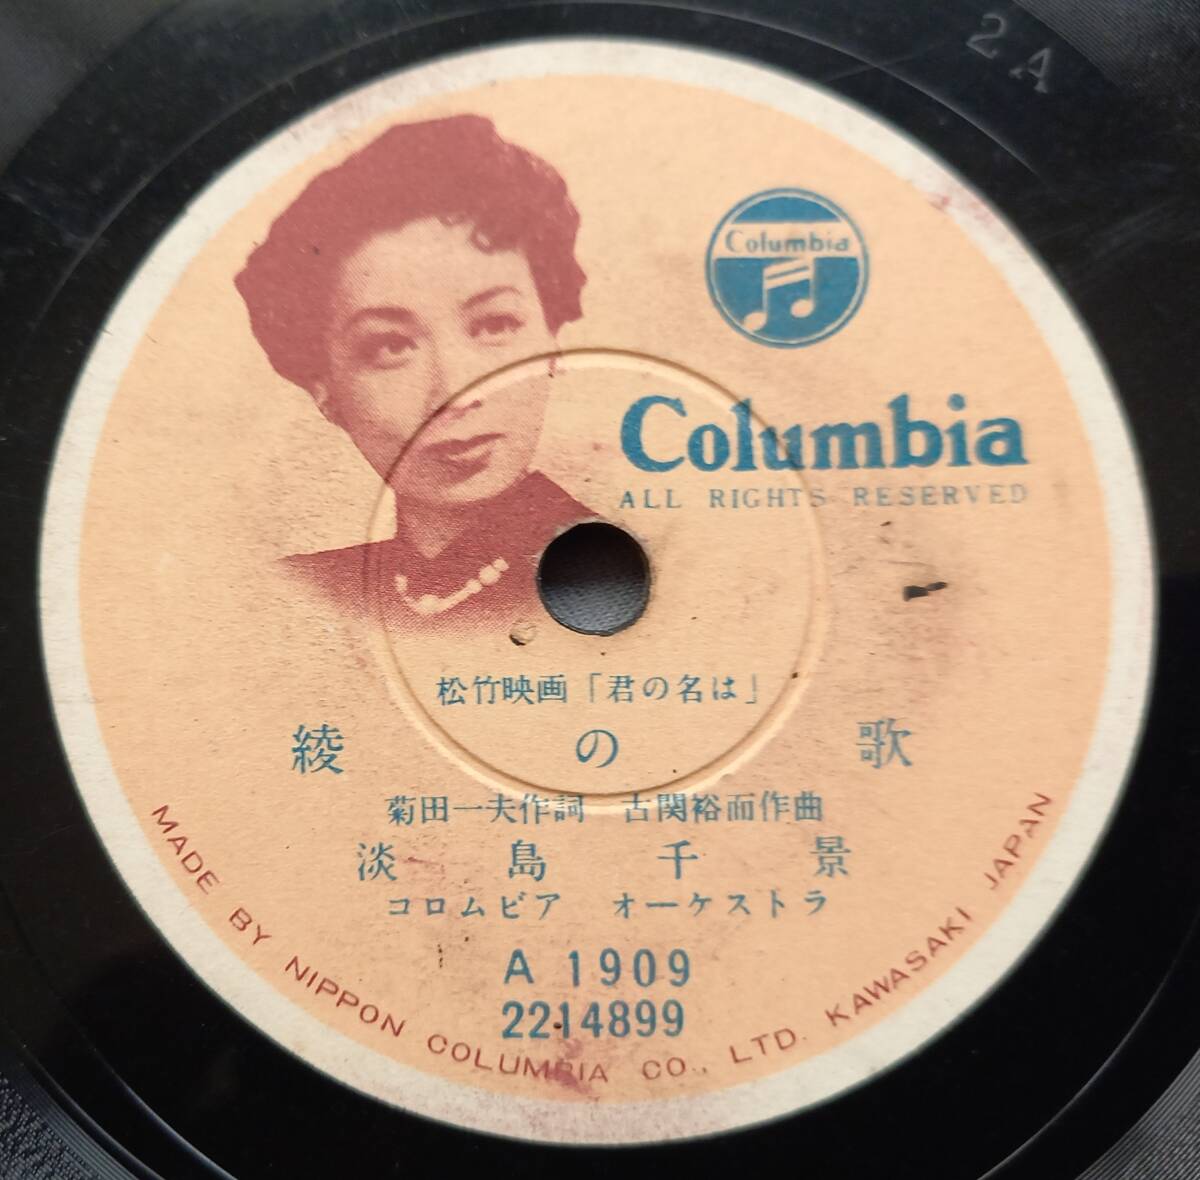 2A
Columbia
Columbia
ALL RIGHTS RESERVED
松竹映画「君の名は」
綾の歌
菊田一夫作詞 古関裕而作曲
淡島千景
コロムビア オーケストラ
A 1909
2214899
MADE BY NIPPON COLUMBIA CO., LTD. KAWASAKI JAPAN